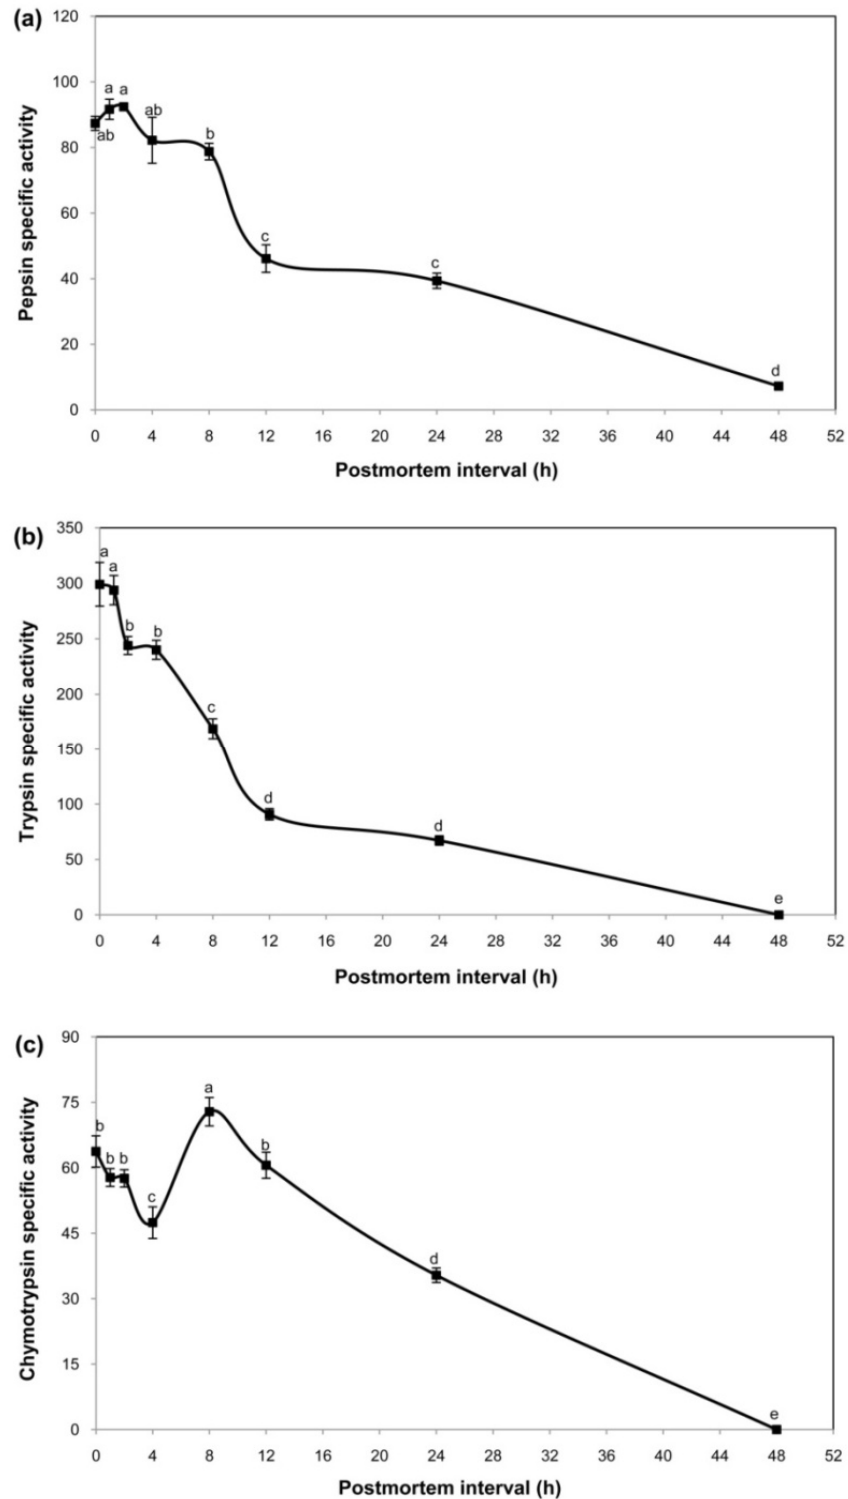 (a)
120
100
80
60
40
20
0
Pepsin specific activity
a a
ab
ab
b
c
c
d
0 4 8 12 16 20 24 28 32 36 40 44 48 52
Postmortem interval (h)
(b)
350
300
250
200
150
100
50
0
Trypsin specific activity
a
a
b b
c
d
d
e
0 4 8 12 16 20 24 28 32 36 40 44 48 52
Postmortem interval (h)
(c)
90
75
60
45
30
15
0
Chymotrypsin specific activity
b
b b
c
a
b
d
e
0 4 8 12 16 20 24 28 32 36 40 44 48 52
Postmortem interval (h)